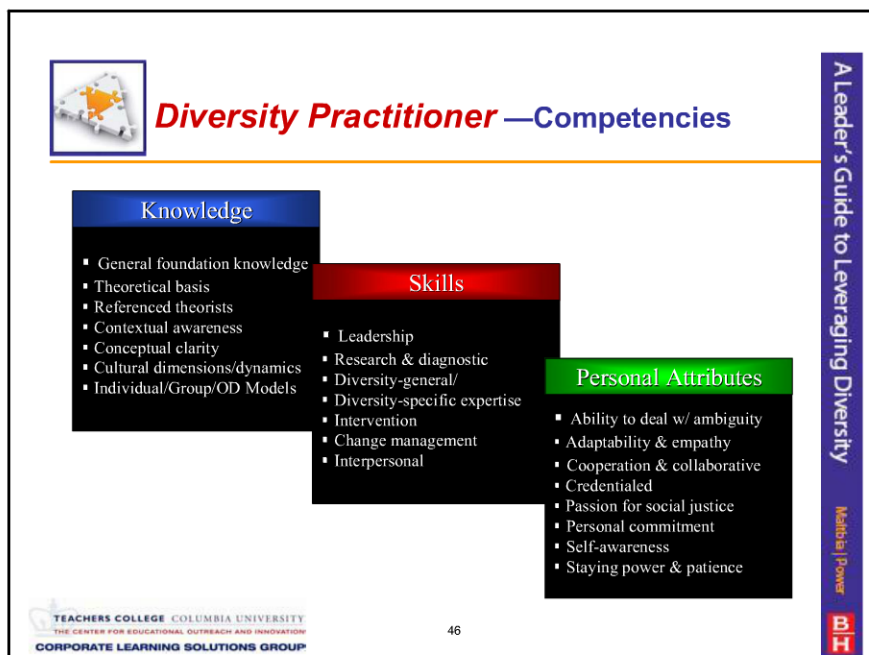 Diversity Practitioner —Competencies
Knowledge
▪ General foundation knowledge
▪ Theoretical basis
▪ Referenced theorists
▪ Contextual awareness
▪ Conceptual clarity
▪ Cultural dimensions/dynamics
▪ Individual/Group/OD Models
Skills
▪ Leadership
▪ Research & diagnostic
▪ Diversity-general/
▪ Diversity-specific expertise
▪ Intervention
▪ Change management
▪ Interpersonal
Personal Attributes
▪ Ability to deal w/ ambiguity
▪ Adaptability & empathy
▪ Cooperation & collaborative
▪ Credentialed
▪ Passion for social justice
▪ Personal commitment
▪ Self-awareness
▪ Staying power & patience
A Leader's Guide to Leveraging Diversity
Maltbia | Power
B H
TEACHERS COLLEGE COLUMBIA UNIVERSITY
THE CENTER FOR EDUCATIONAL OUTREACH AND INNOVATION
CORPORATE LEARNING SOLUTIONS GROUP
46